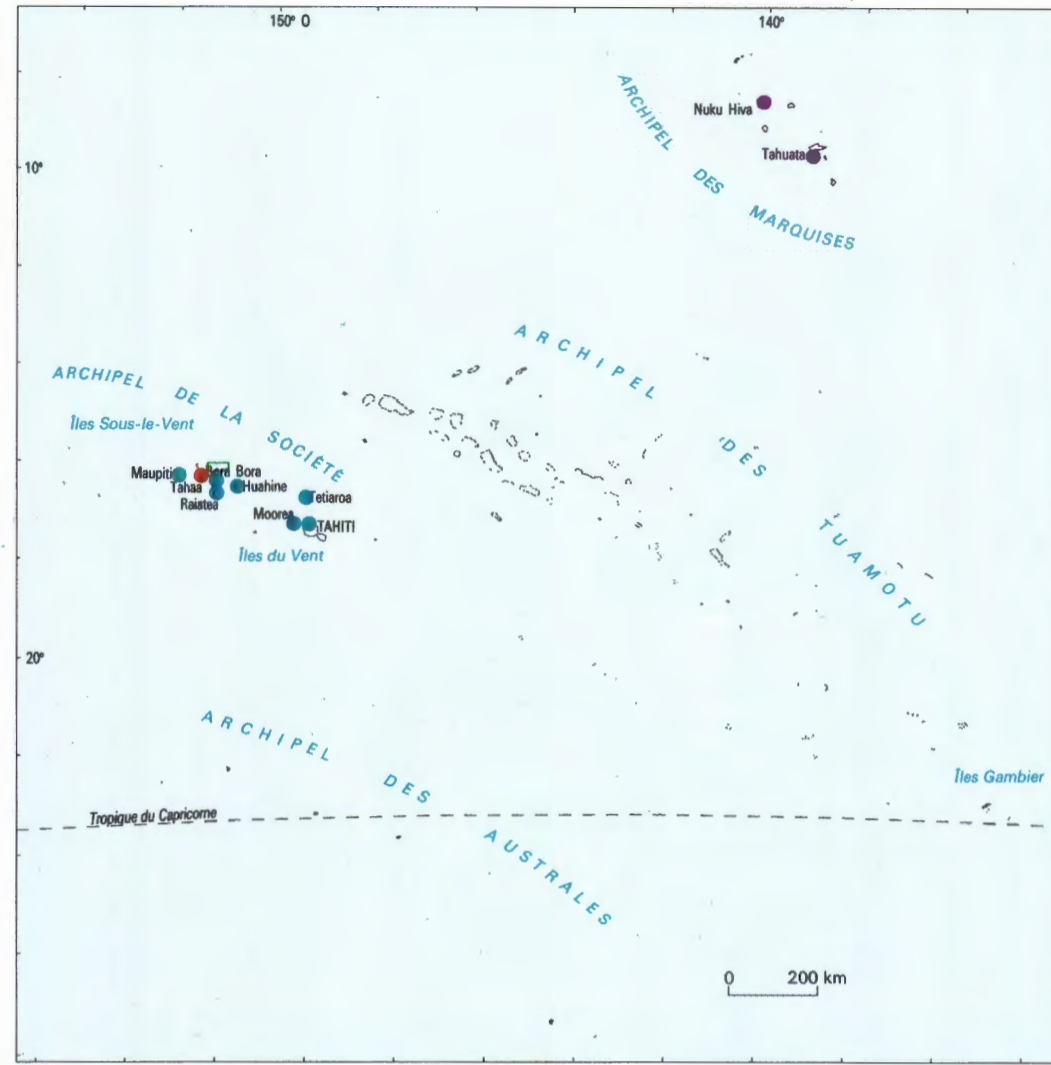 150° O
140°
ARCHIPEL DES MARQUISES
Nuku Hiva
Tahuata
10°
ARCHIPEL DES TUAMOTU
ARCHIPEL DE LA SOCIÉTÉ
Îles Sous-le-Vent
Maupiti
Bora Bora
Tahaa
Huahine
Raiatea
Tetiaroa
Moorea
TAHITI
Îles du Vent
20°
ARCHIPEL DES AUSTRALES
Îles Gambier
Tropique du Capricorne
0 200 km